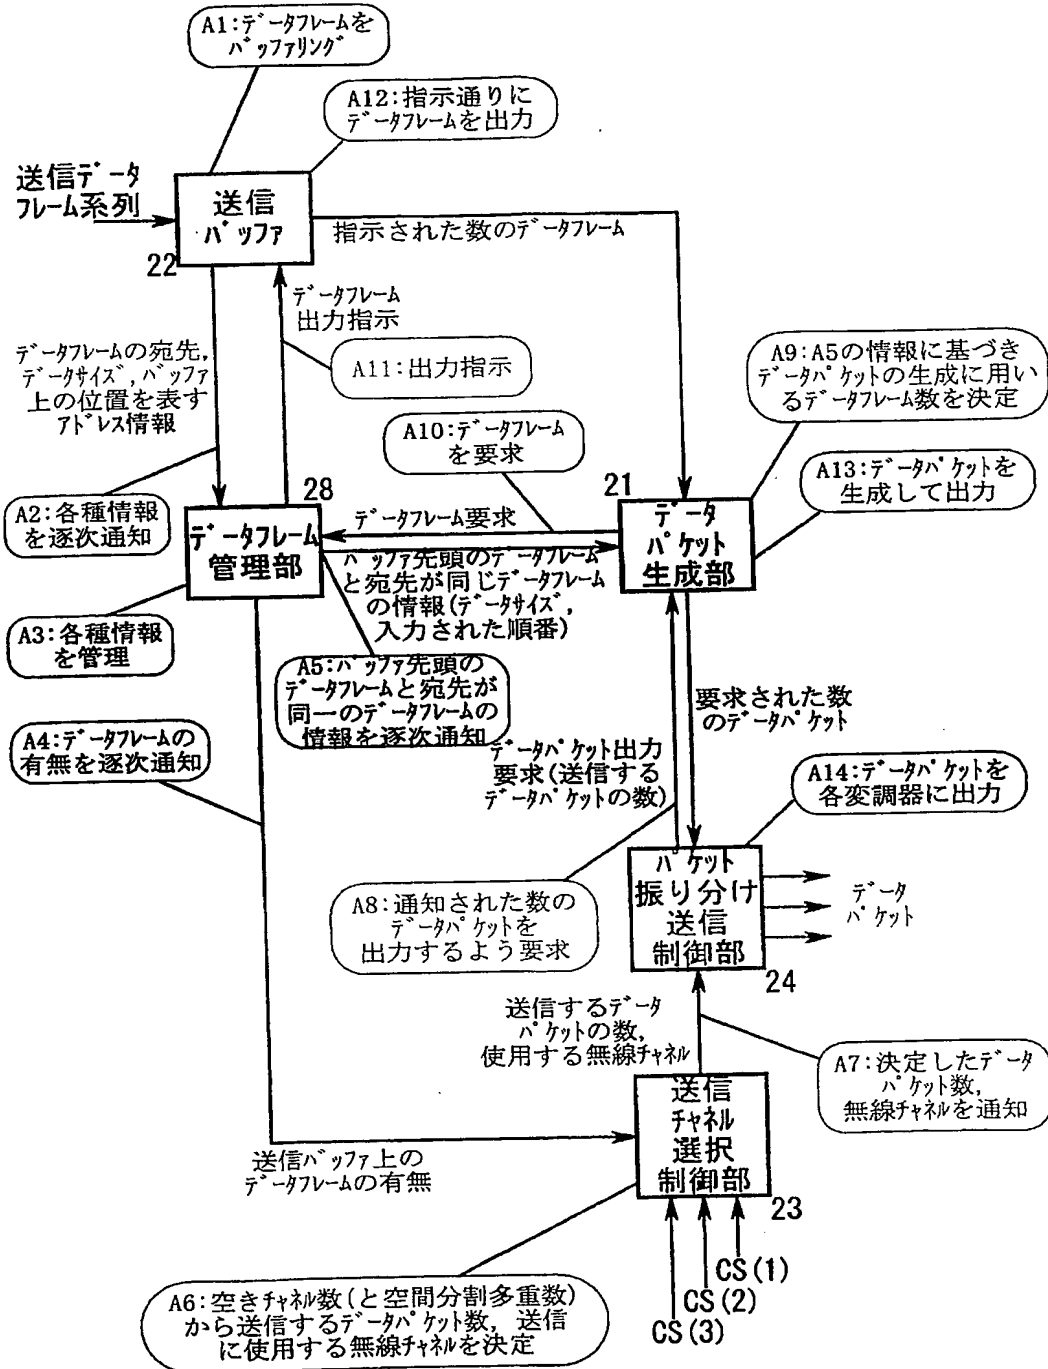 A1:データフレームを
バッファリング
A12:指示通りに
データフレームを出力
送信データ
フレーム系列
送信
バッファ
22
指示された数のデータフレーム
データフレーム
出力指示
データフレームの宛先,
データサイズ,バッファ
上の位置を表す
アドレス情報
A11:出力指示
A9:A5の情報に基づき
データパケットの生成に用い
るデータフレーム数を決定
A10:データフレーム
を要求
A13:データパケットを
生成して出力
A2:各種情報
を逐次通知
28
データフレーム
管理部
データフレーム要求
21
データ
パケット
生成部
バッファ先頭のデータフレーム
と宛先が同じデータフレーム
の情報(データサイズ,
入力された順番)
A3:各種情報
を管理
A5:バッファ先頭の
データフレームと宛先が
同一のデータフレームの
情報を逐次通知
A4:データフレームの
有無を逐次通知
要求された数
のデータパケット
データパケット出力
要求(送信する
データパケットの数)
A14:データパケットを
各変調器に出力
A8:通知された数の
データパケットを
出力するよう要求
パケット
振り分け
送信
制御部
24
データ
パケット
送信するデータ
パケットの数,
使用する無線チャネル
A7:決定したデータ
パケット数,
無線チャネルを通知
送信
チャネル
選択
制御部
23
送信バッファ上の
データフレームの有無
CS(1)
CS(2)
CS(3)
A6:空きチャネル数(と空間分割多重数)
から送信するデータパケット数, 送信
に使用する無線チャネルを決定